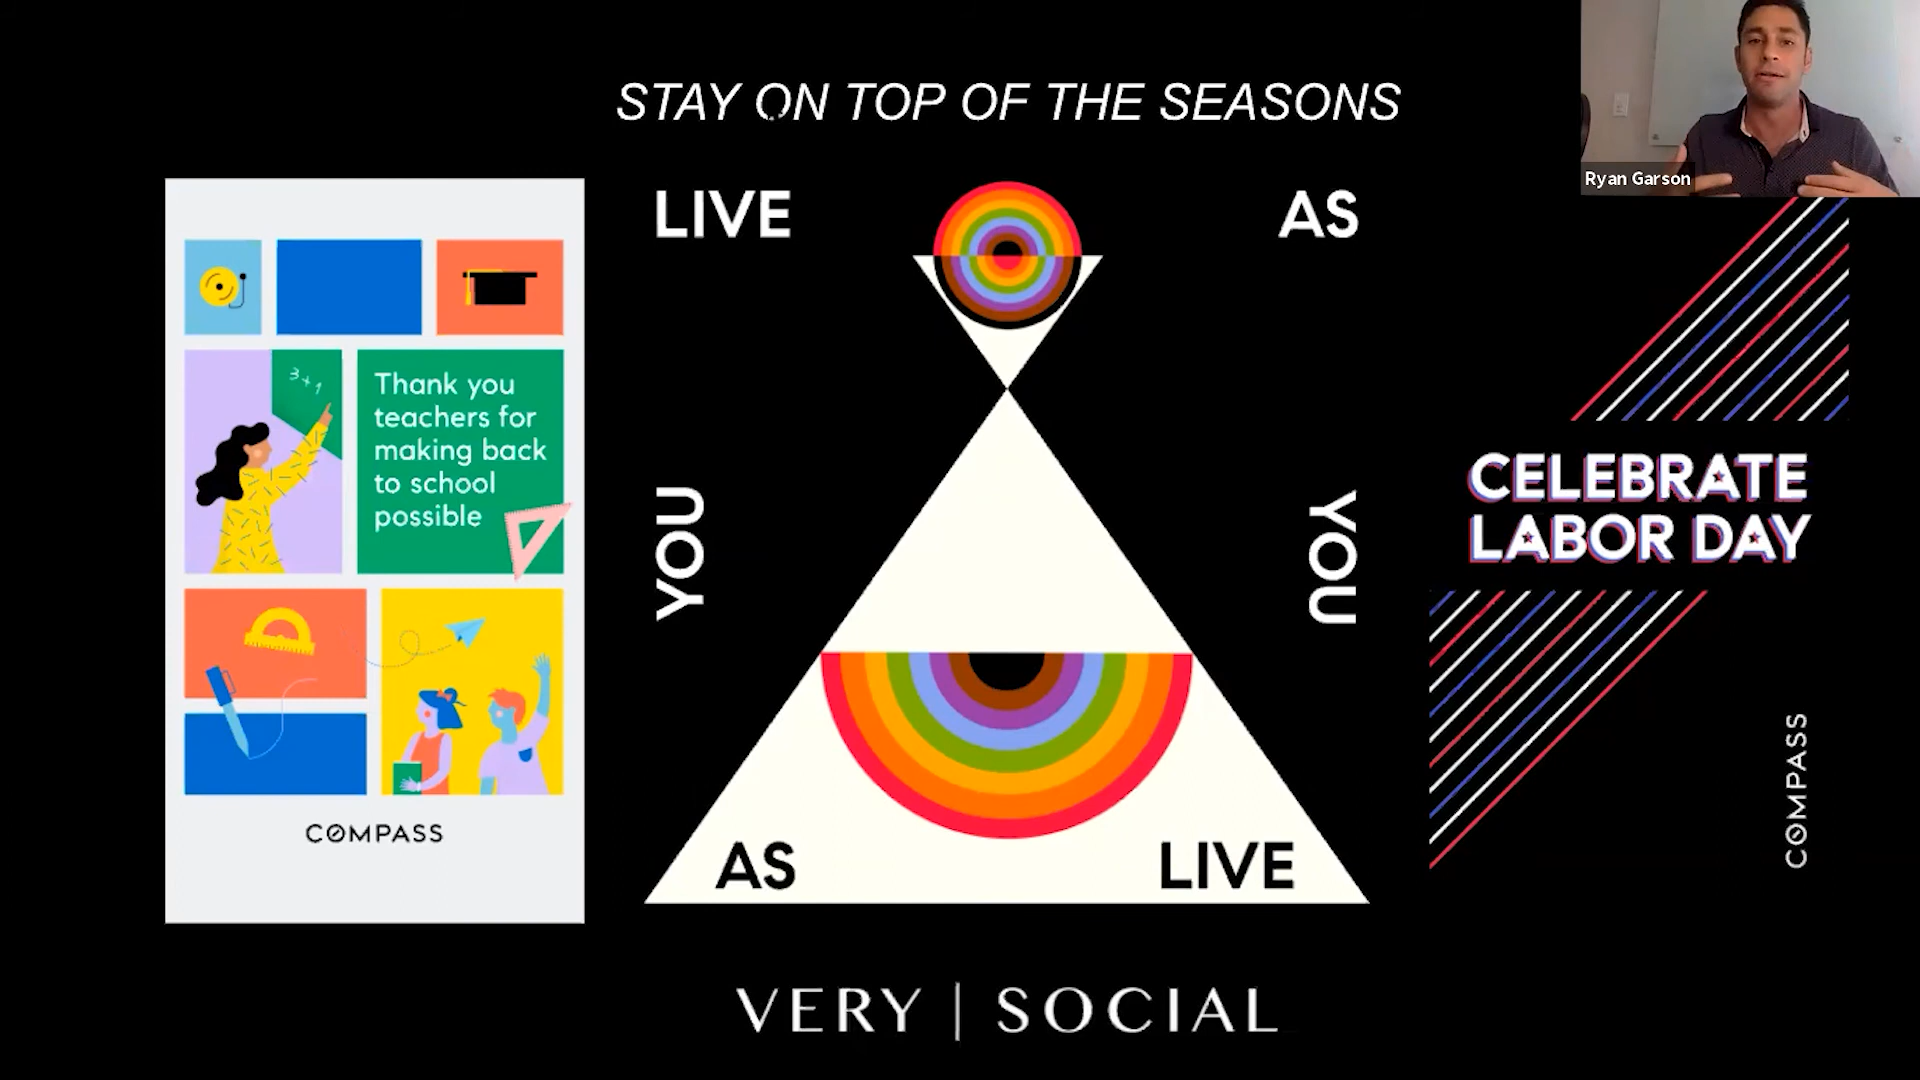 STAY ON TOP OF THE SEASONS
Ryan Garson
LIVE
AS
3+1
Thank you
teachers for
making back
to school
possible
YOU
YOU
CELEBRATE
LABOR DAY
COMPASS
COMPASS
AS
LIVE
VERY | SOCIAL